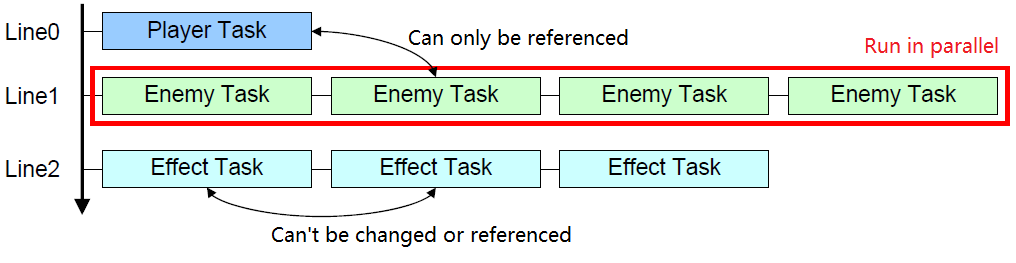 Line0
Player Task
Can only be referenced
Run in parallel
Line1
Enemy Task
Enemy Task
Enemy Task
Enemy Task
Line2
Effect Task
Effect Task
Effect Task
Can't be changed or referenced